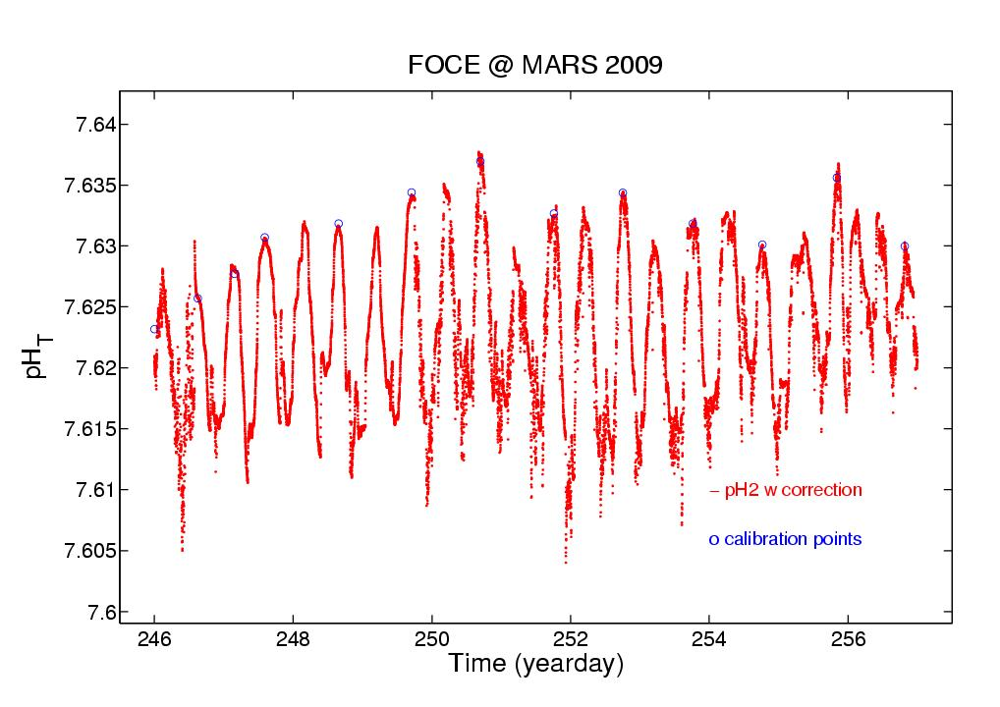 FOCE @ MARS 2009
7.64
7.635
7.63
7.625
7.62
7.615
7.61
7.605
7.6
pHT
– pH2 w correction
o calibration points
246 248 250 252 254 256
Time (yearday)